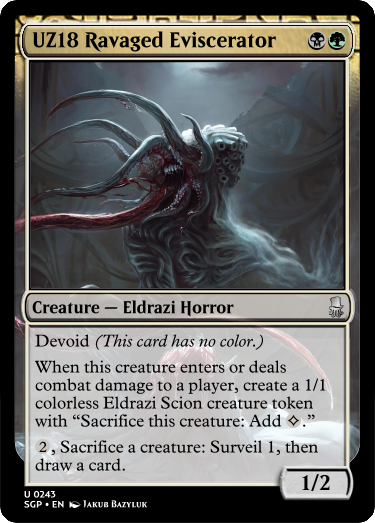 UZ18 Ravaged Eviscerator
Creature — Eldrazi Horror
Devoid (This card has no color.)
When this creature enters or deals
combat damage to a player, create a 1/1
colorless Eldrazi Scion creature token
with “Sacrifice this creature: Add .”
2, Sacrifice a creature: Surveil 1, then
draw a card.
1/2
U 0243
SGP • EN Jakub Bazyluk